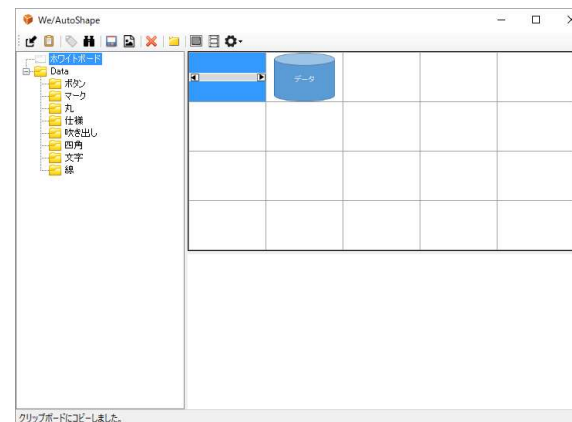 We/AutoShape
ホワイトボード
Data
ボタン
マーク
丸
仕様
吹き出し
四角
文字
線
データ
クリップボードにコピーしました。